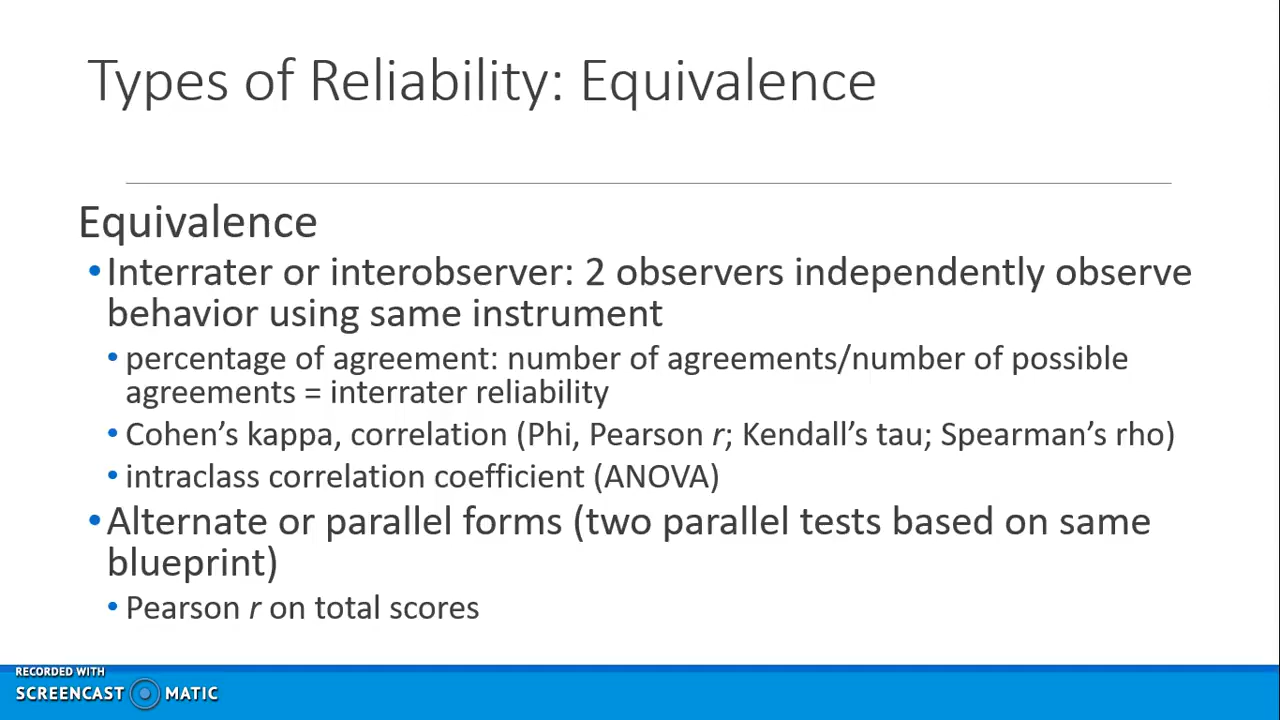 Types of Reliability: Equivalence
Equivalence
•Interrater or interobserver: 2 observers independently observe
behavior using same instrument
•percentage of agreement: number of agreements/number of possible
agreements = interrater reliability
•Cohen’s kappa, correlation (Phi, Pearson r; Kendall’s tau; Spearman’s rho)
•intraclass correlation coefficient (ANOVA)
•Alternate or parallel forms (two parallel tests based on same
blueprint)
•Pearson r on total scores
RECORDED WITH
SCREENCAST MATIC